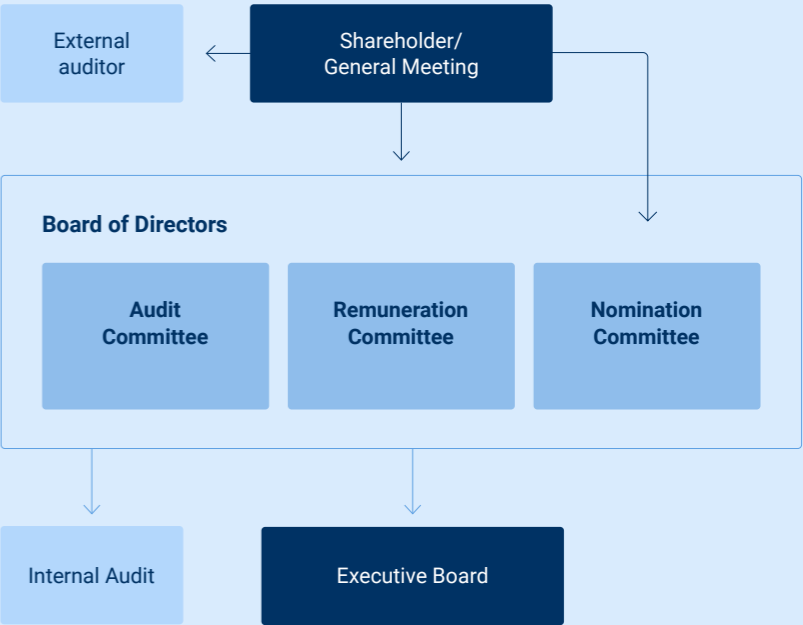 External
auditor
Shareholder/
General Meeting
Board of Directors
Audit
Committee
Remuneration
Committee
Nomination
Committee
Internal Audit
Executive Board